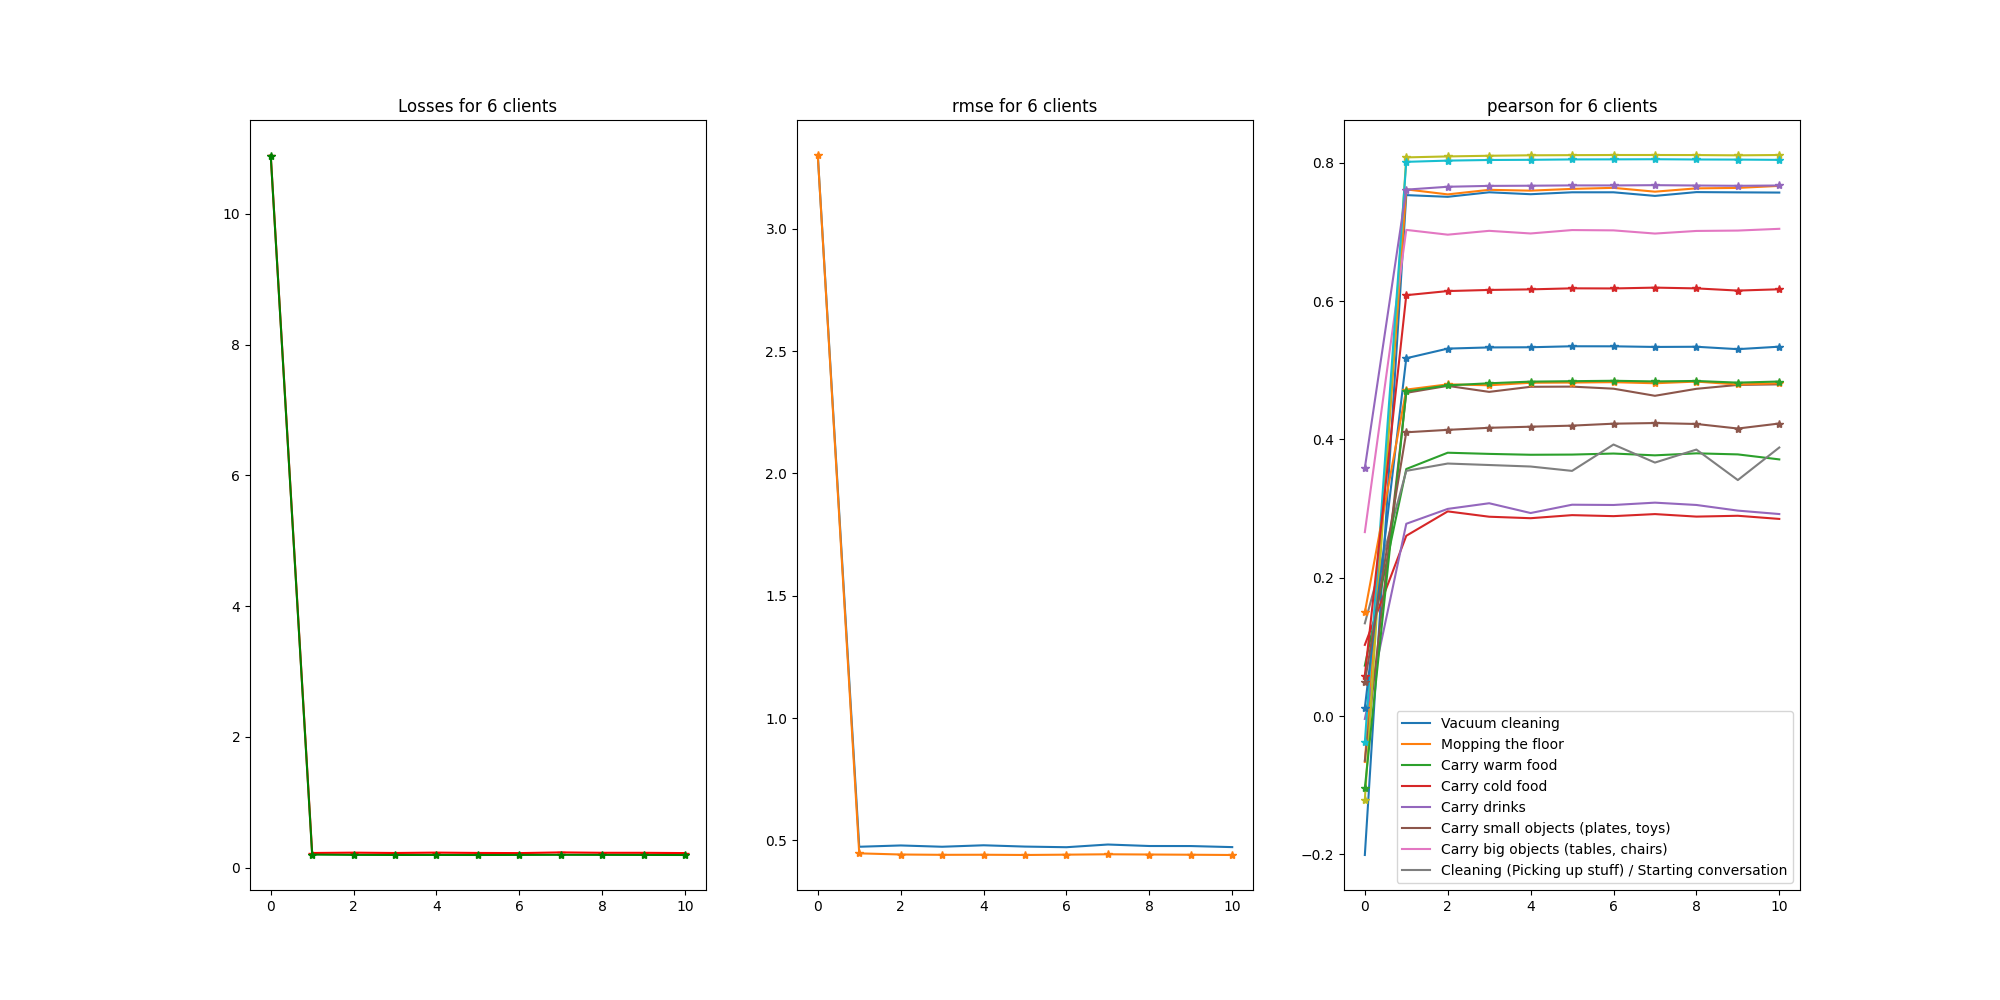 Losses for 6 clients
10
8
6
4
2
0
0 2 4 6 8 10
rmse for 6 clients
3.0
2.5
2.0
1.5
1.0
0.5
0 2 4 6 8 10
pearson for 6 clients
0.8
0.6
0.4
0.2
0.0
−0.2
0 2 4 6 8 10
Vacuum cleaning
Mopping the floor
Carry warm food
Carry cold food
Carry drinks
Carry small objects (plates, toys)
Carry big objects (tables, chairs)
Cleaning (Picking up stuff) / Starting conversation